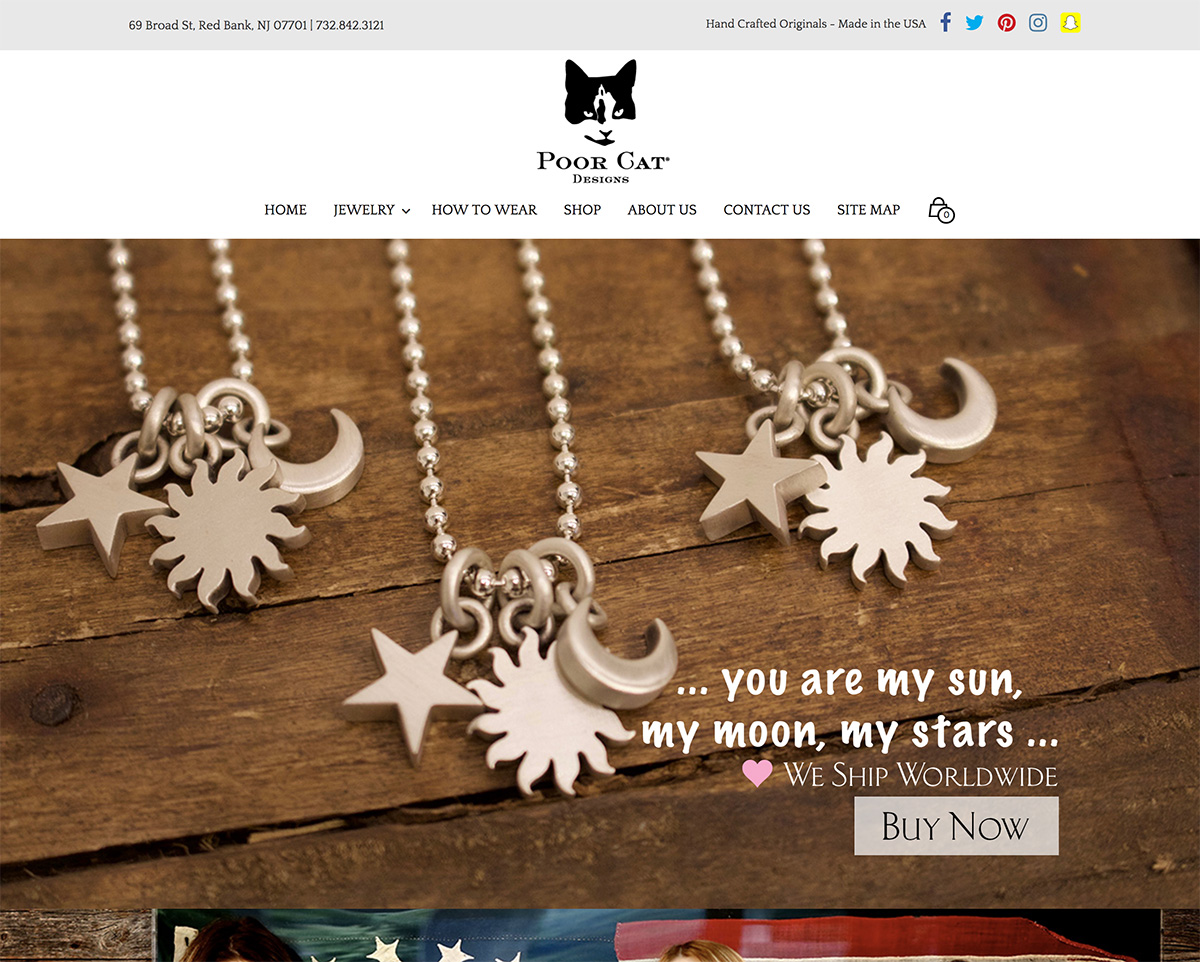 69 Broad St, Red Bank, NJ 07701 | 732.842.3121
Hand Crafted Originals - Made in the USA
POOR CAT®
DESIGNS
HOME JEWELRY HOW TO WEAR SHOP ABOUT US CONTACT US SITE MAP 0
... you are my sun,
my moon, my stars ...
WE SHIP WORLDWIDE
BUY NOW